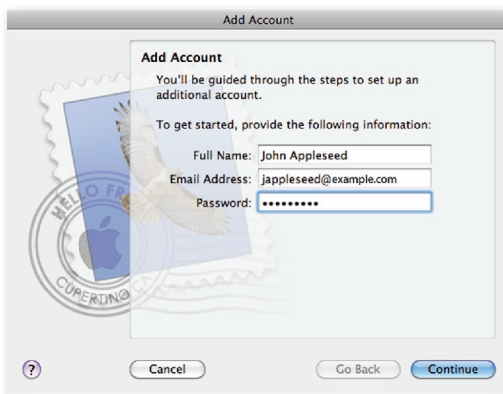 Add Account
Add Account
You'll be guided through the steps to set up an
additional account.
To get started, provide the following information:
Full Name: John Appleseed
Email Address: jappleseed@example.com
Password: •••••••••
HELLO FR
CUPERTINO CA
?
Cancel
Go Back
Continue